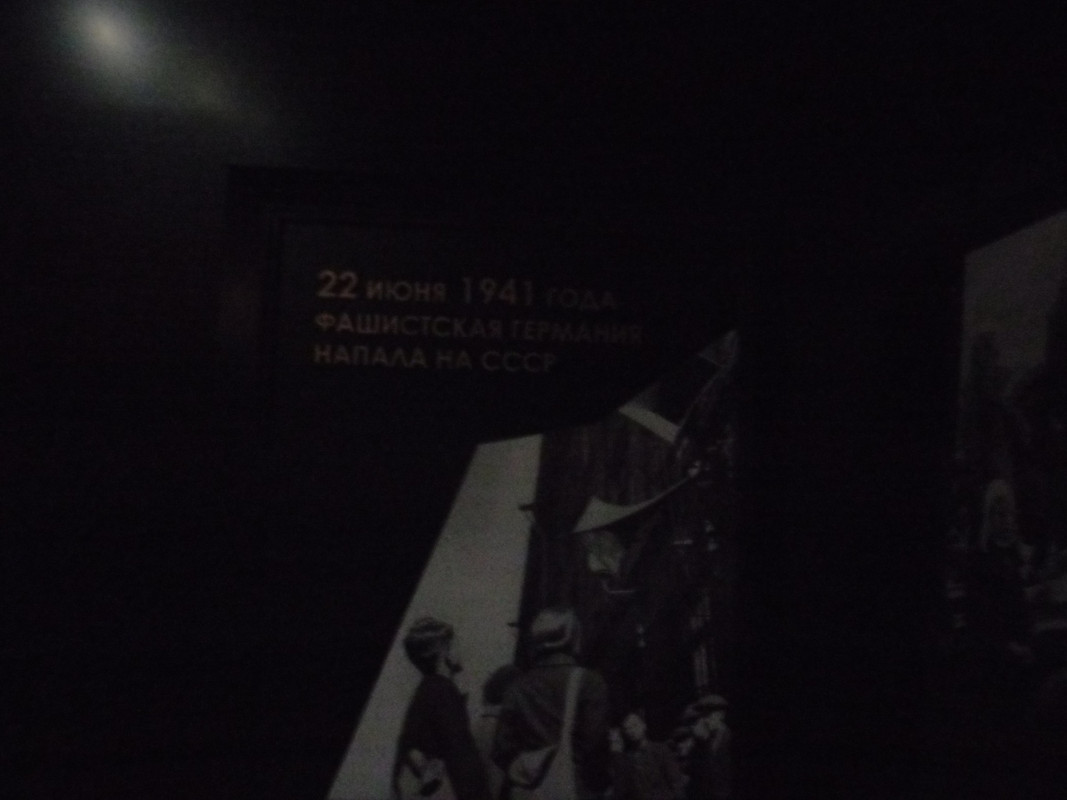 22 ИЮНЯ 1941 ГОДА
ФАШИСТСКАЯ ГЕРМАНИЯ
НАПАЛА НА СССР